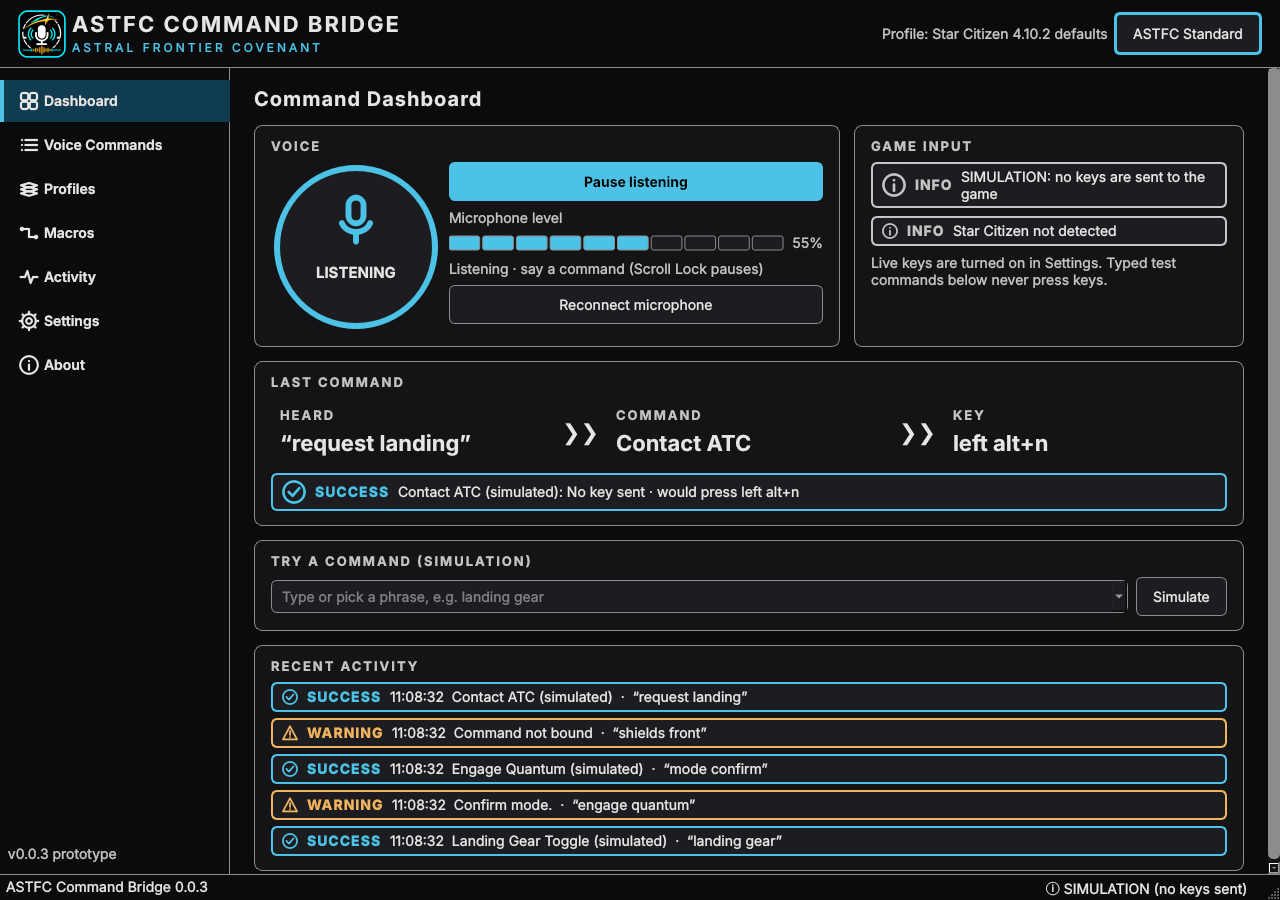 ASTFC COMMAND BRIDGE
ASTRAL FRONTIER COVENANT
Profile: Star Citizen 4.10.2 defaults
ASTFC Standard
Dashboard
Voice Commands
Profiles
Macros
Activity
Settings
About
v0.0.3 prototype
Command Dashboard
VOICE
LISTENING
Pause listening
Microphone level
55%
Listening · say a command (Scroll Lock pauses)
Reconnect microphone
GAME INPUT
INFO SIMULATION: no keys are sent to the
game
INFO Star Citizen not detected
Live keys are turned on in Settings. Typed test
commands below never press keys.
LAST COMMAND
HEARD
“request landing”
❯❯
COMMAND
Contact ATC
❯❯
KEY
left alt+n
SUCCESS Contact ATC (simulated): No key sent · would press left alt+n
TRY A COMMAND (SIMULATION)
Type or pick a phrase, e.g. landing gear
Simulate
RECENT ACTIVITY
SUCCESS 11:08:32 Contact ATC (simulated) · “request landing”
WARNING 11:08:32 Command not bound · “shields front”
SUCCESS 11:08:32 Engage Quantum (simulated) · “mode confirm”
WARNING 11:08:32 Confirm mode. · “engage quantum”
SUCCESS 11:08:32 Landing Gear Toggle (simulated) · “landing gear”
ASTFC Command Bridge 0.0.3
SIMULATION (no keys sent)